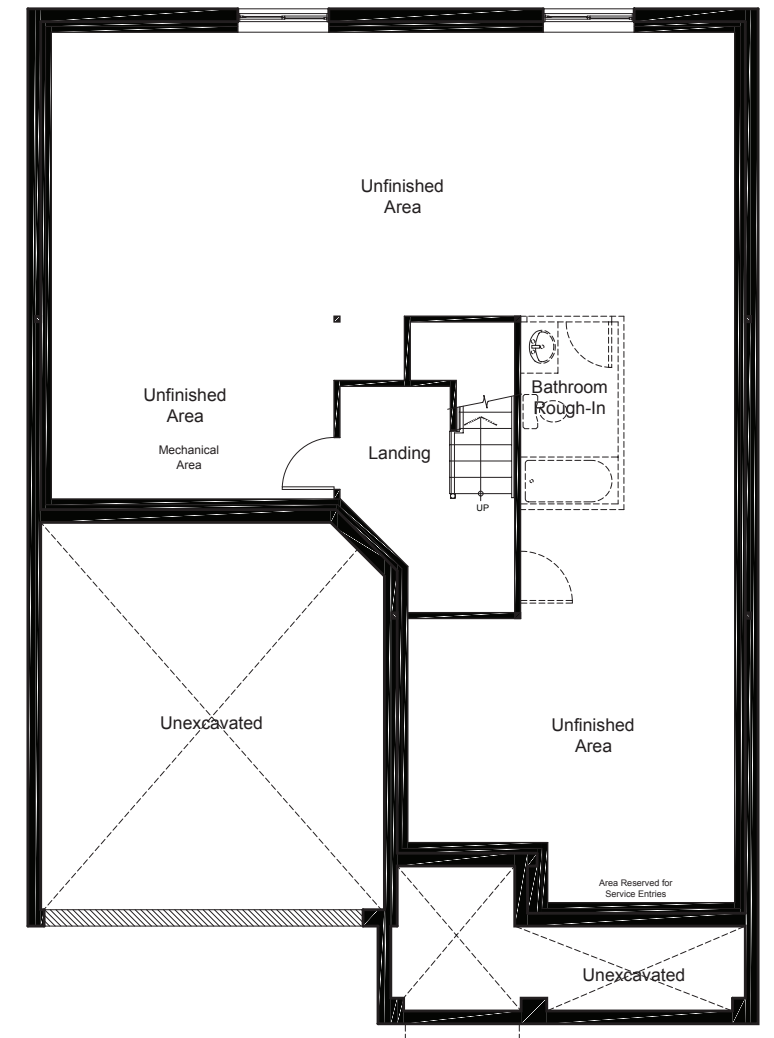 Unfinished
Area
Unfinished
Area
Mechanical
Area
Landing
UP
Bathroom
Rough-In
Unexcavated
Unfinished
Area
Area Reserved for
Service Entries
Unexcavated